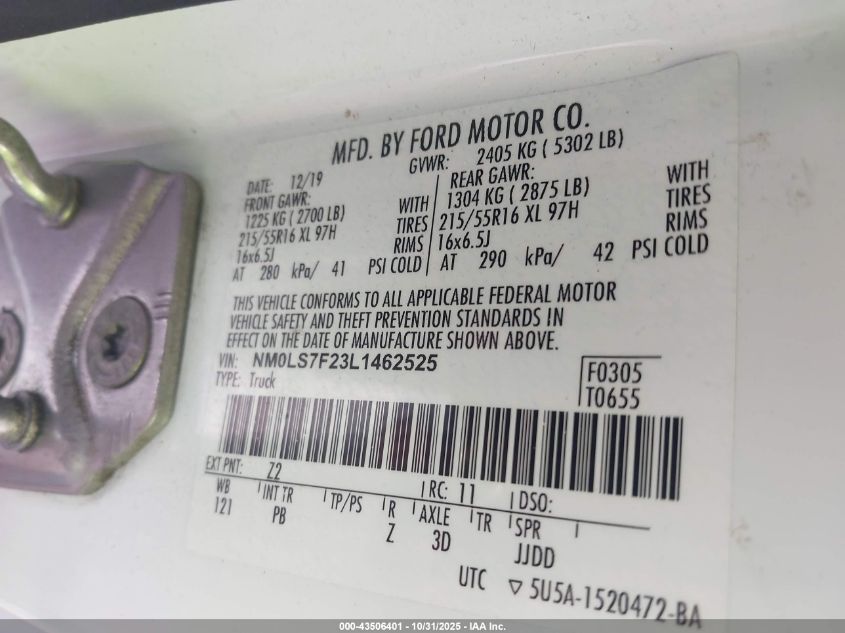 MFD. BY FORD MOTOR CO.
DATE: 12/19 GVWR: 2405 KG ( 5302 LB)
FRONT GAWR: REAR GAWR:
1225 KG ( 2700 LB) WITH 1304 KG ( 2875 LB) WITH
215/55R16 XL 97H TIRES 215/55R16 XL 97H TIRES
16x6.5J RIMS 16x6.5J RIMS
AT 280 kPa/ 41 PSI COLD AT 290 kPa/ 42 PSI COLD
THIS VEHICLE CONFORMS TO ALL APPLICABLE FEDERAL MOTOR
VEHICLE SAFETY AND THEFT PREVENTION STANDARDS IN
EFFECT ON THE DATE OF MANUFACTURE SHOWN ABOVE.
VIN: NM0LS7F23L1462525
TYPE: Truck
F0305
T0655
EXT PNT: Z2 RC: 11 DSO:
WB INT TR TP/PS R AXLE TR SPR
121 PB Z 3D JJDD
UTC ▽ 5U5A-1520472-BA
000-43506401 - 10/31/2025 - IAA Inc.